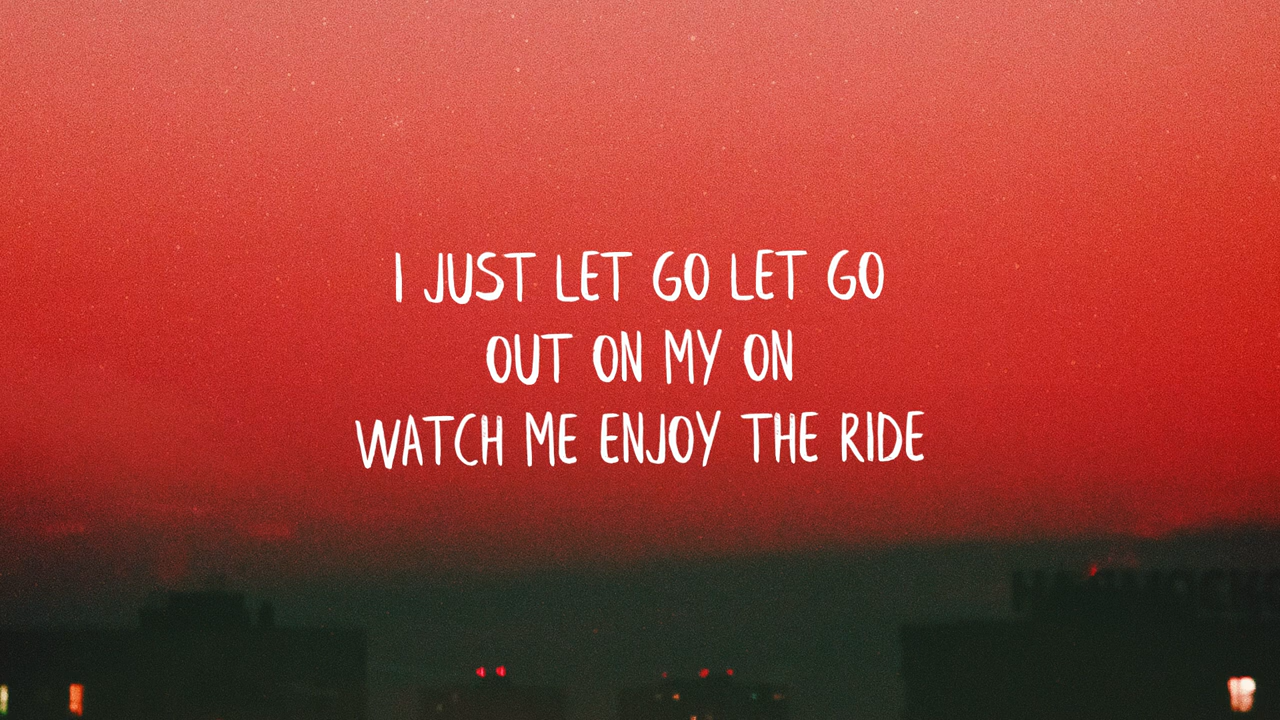 I JUST LET GO LET GO
OUT ON MY ON
WATCH ME ENJOY THE RIDE